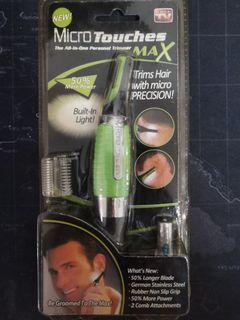 NEW!
MicroTouches
The All-in-One Personal Trimmer
MAX
50%
More Power
Trims Hair
with micro
PRECISION!
Built-in
Light!
What's New:
• 50% Longer Blade
• German Stainless Steel
• Rubber Non Slip Grip
• 50% More Power
• 2 Comb Attachments
Be Groomed To The Max!